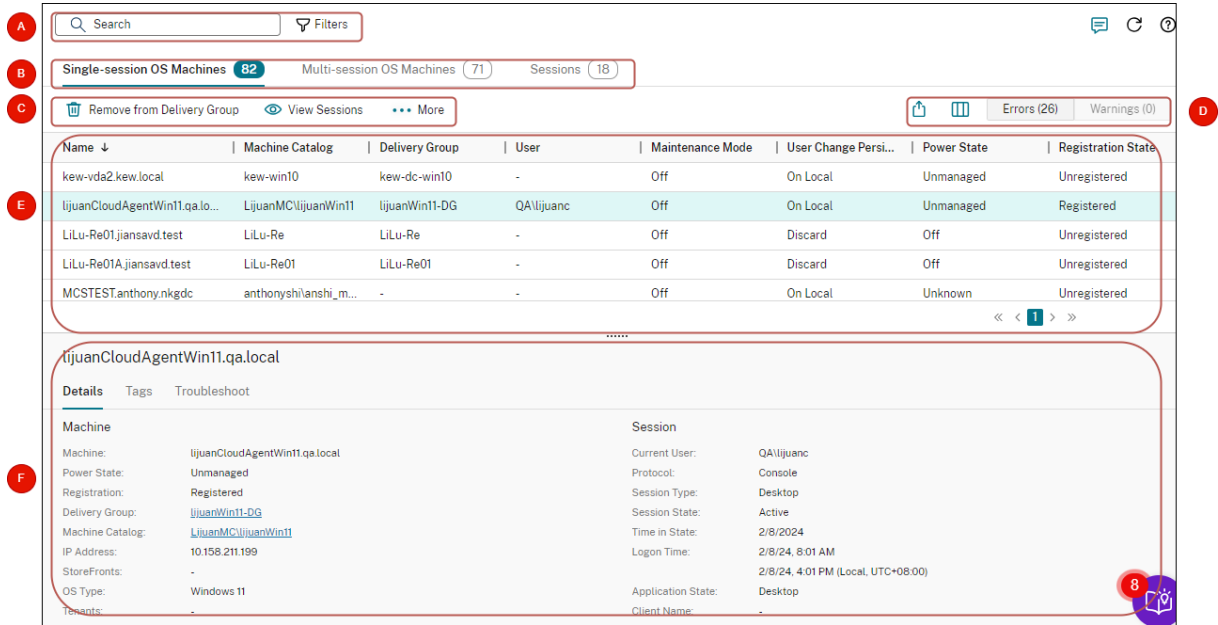 A
Search Filters
B
Single-session OS Machines 82 Multi-session OS Machines 71 Sessions 18
C
Remove from Delivery Group View Sessions ••• More Errors (26) Warnings (0)
D
Name ↓ Machine Catalog Delivery Group User Maintenance Mode User Change Persi... Power State Registration State
kew-vda2.kew.local kew-win10 kew-dc-win10 - Off On Local Unmanaged Unregistered
E
lijuanCloudAgentWin11.qa.lo... LijuanMC\lijuanWin11 lijuanWin11-DG QA\lijuanc Off On Local Unmanaged Registered
LiLu-Re01.jiansavd.test LiLu-Re LiLu-Re - Off Discard Off Unregistered
LiLu-Re01A.jiansavd.test LiLu-Re01 LiLu-Re01 - Off Discard Off Unregistered
MCSTEST.anthony.nkgdc anthonyshi\anshi_m... - - Off On Local Unknown Unregistered
« < 1 > »
lijuanCloudAgentWin11.qa.local
Details Tags Troubleshoot
Machine Session
Machine: lijuanCloudAgentWin11.qa.local Current User: QA\lijuanc
F
Power State: Unmanaged Protocol: Console
Registration: Registered Session Type: Desktop
Delivery Group: lijuanWin11-DG Session State: Active
Machine Catalog: LijuanMC\lijuanWin11 Time in State: 2/8/2024
IP Address: 10.158.211.199 Logon Time: 2/8/24, 8:01 AM
StoreFronts: - 2/8/24, 4:01 PM (Local, UTC+08:00)
OS Type: Windows 11 Application State: Desktop
8
Tenants: - Client Name: -